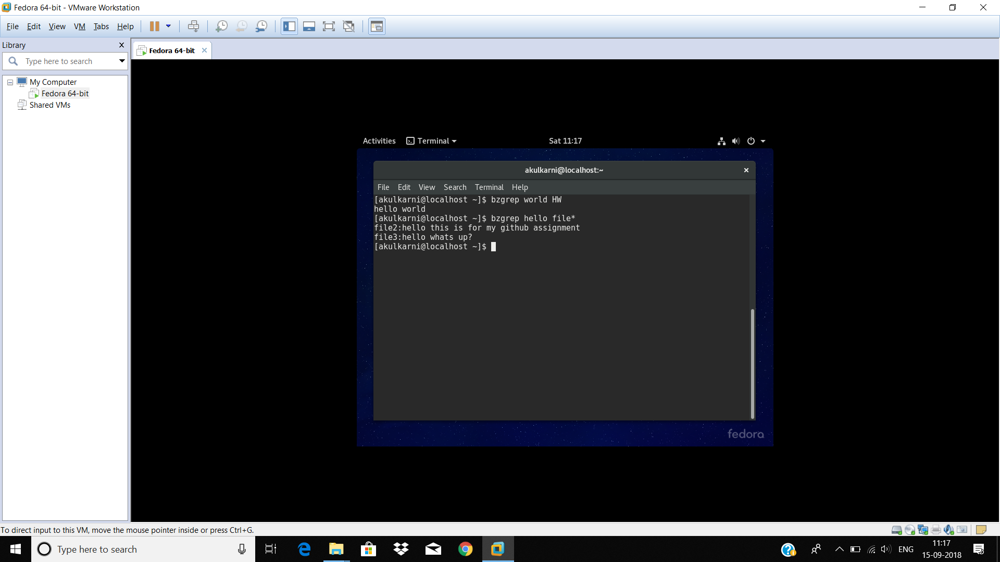 Fedora 64-bit - VMware Workstation
File Edit View VM Tabs Help
Library
Type here to search
My Computer
Fedora 64-bit
Shared VMs
Fedora 64-bit
Activities Terminal Sat 11:17
akulkarni@localhost:~
File Edit View Search Terminal Help
[akulkarni@localhost ~]$ bzgrep world HW
hello world
[akulkarni@localhost ~]$ bzgrep hello file*
file2:hello this is for my github assignment
file3:hello whats up?
[akulkarni@localhost ~]$
fedora
To direct input to this VM, move the mouse pointer inside or press Ctrl+G.
Type here to search
ENG
11:17
15-09-2018